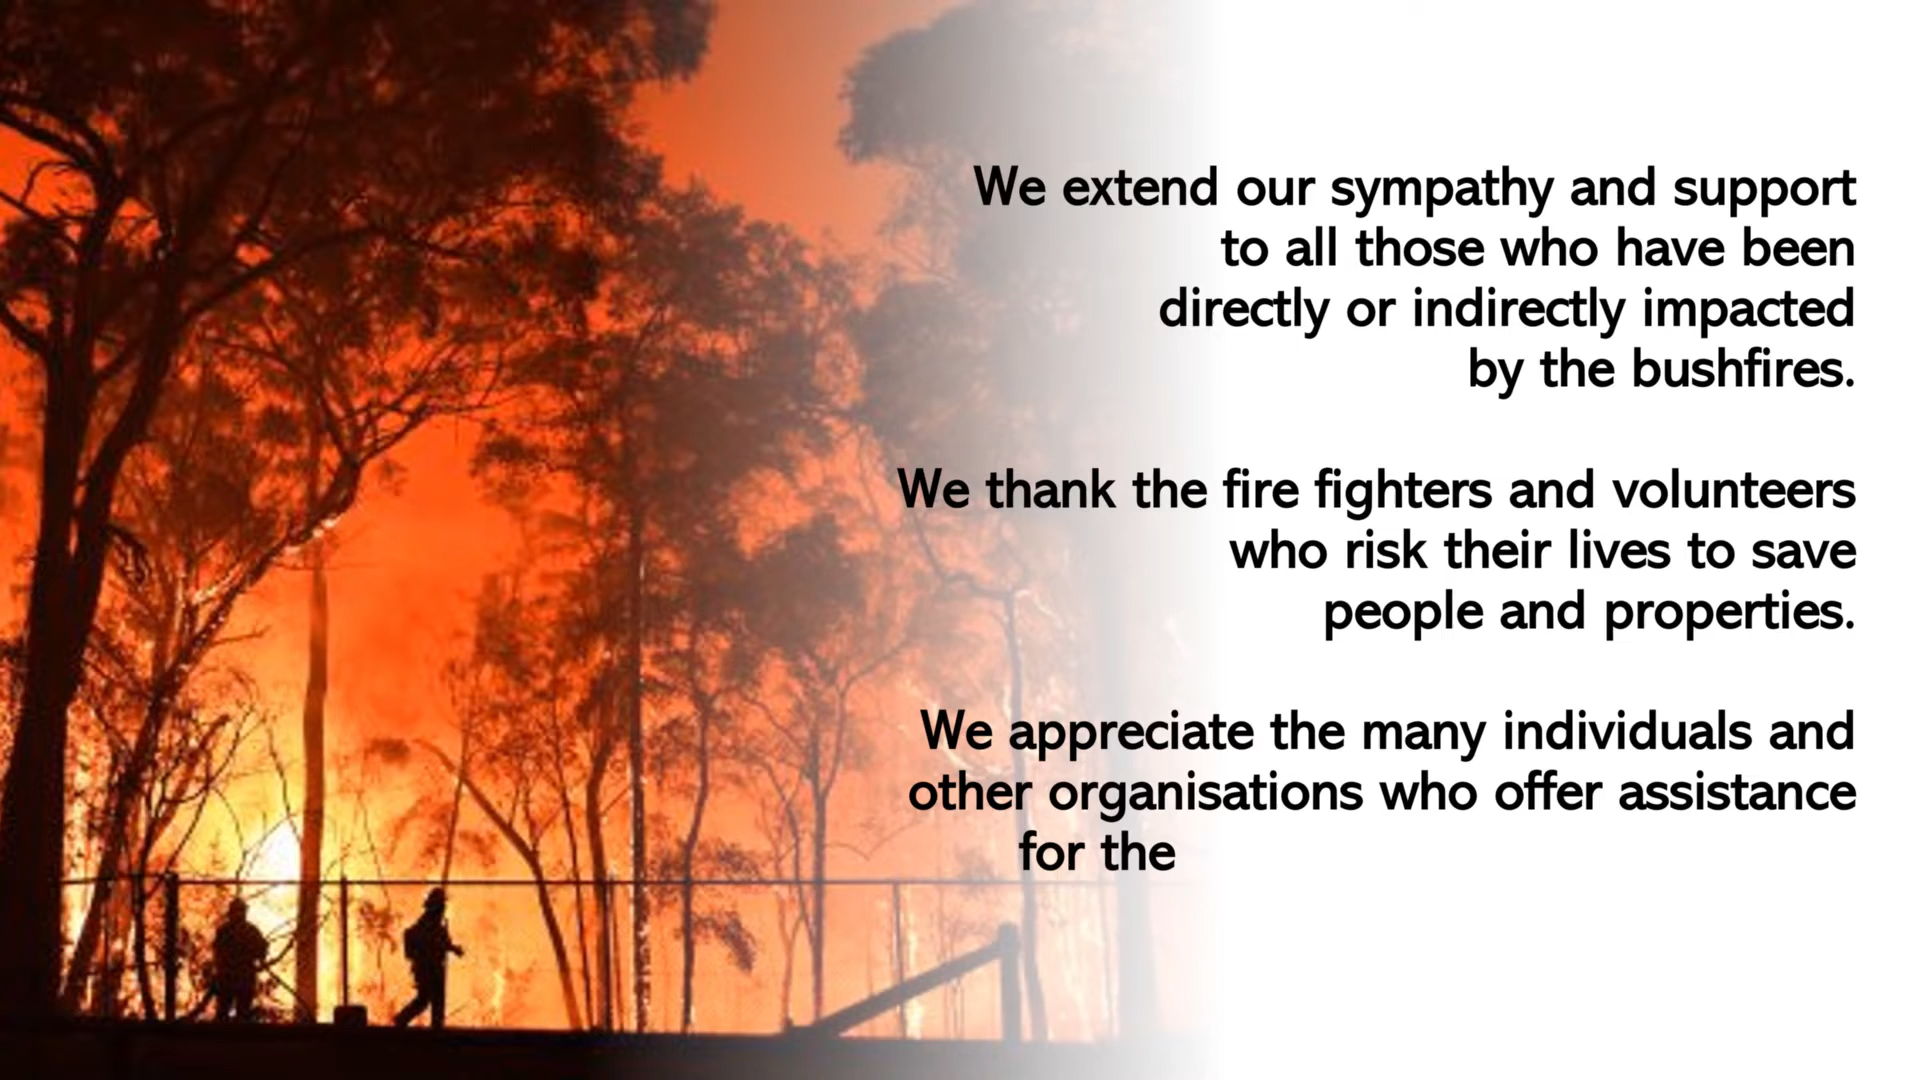 We extend our sympathy and support
to all those who have been
directly or indirectly impacted
by the bushfires.
We thank the fire fighters and volunteers
who risk their lives to save
people and properties.
We appreciate the many individuals and
other organisations who offer assistance
for the